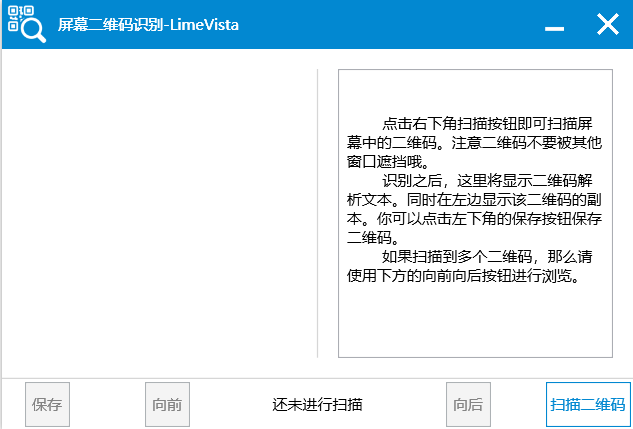 屏幕二维码识别-LimeVista
点击右下角扫描按钮即可扫描屏
幕中的二维码。注意二维码不要被其他
窗口遮挡哦。
识别之后，这里将显示二维码解
析文本。同时在左边显示该二维码的副
本。你可以点击左下角的保存按钮保存
二维码。
如果扫描到多个二维码，那么请
使用下方的向前向后按钮进行浏览。
保存
向前
还未进行扫描
向后
扫描二维码